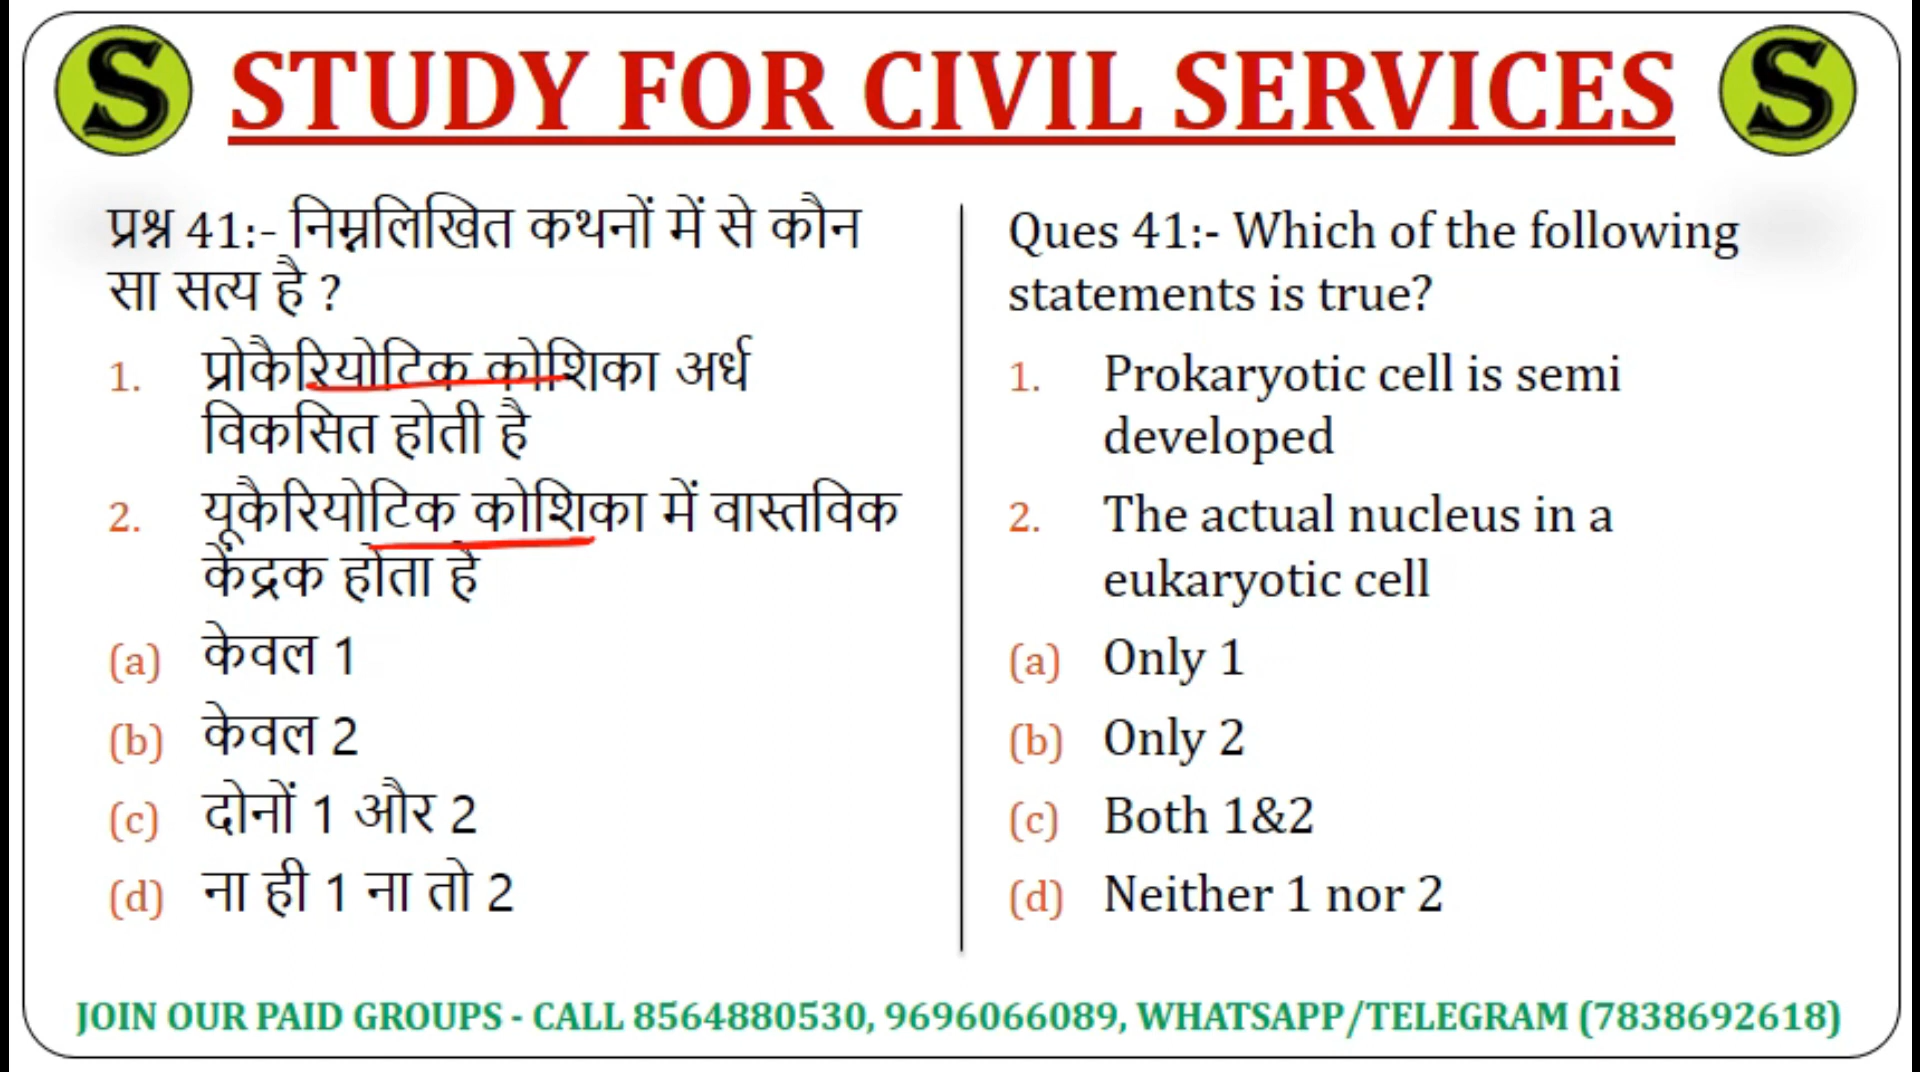 S STUDY FOR CIVIL SERVICES S
प्रश्न 41:- निम्नलिखित कथनों में से कौन
सा सत्य है ?
1. प्रोकैरियोटिक कोशिका अर्ध
विकसित होती है
2. यूकैरियोटिक कोशिका में वास्तविक
केंद्रक होता है
(a) केवल 1
(b) केवल 2
(c) दोनों 1 और 2
(d) ना ही 1 ना तो 2
Ques 41:- Which of the following
statements is true?
1. Prokaryotic cell is semi
developed
2. The actual nucleus in a
eukaryotic cell
(a) Only 1
(b) Only 2
(c) Both 1&2
(d) Neither 1 nor 2
JOIN OUR PAID GROUPS - CALL 8564880530, 9696066089, WHATSAPP/TELEGRAM (7838692618)